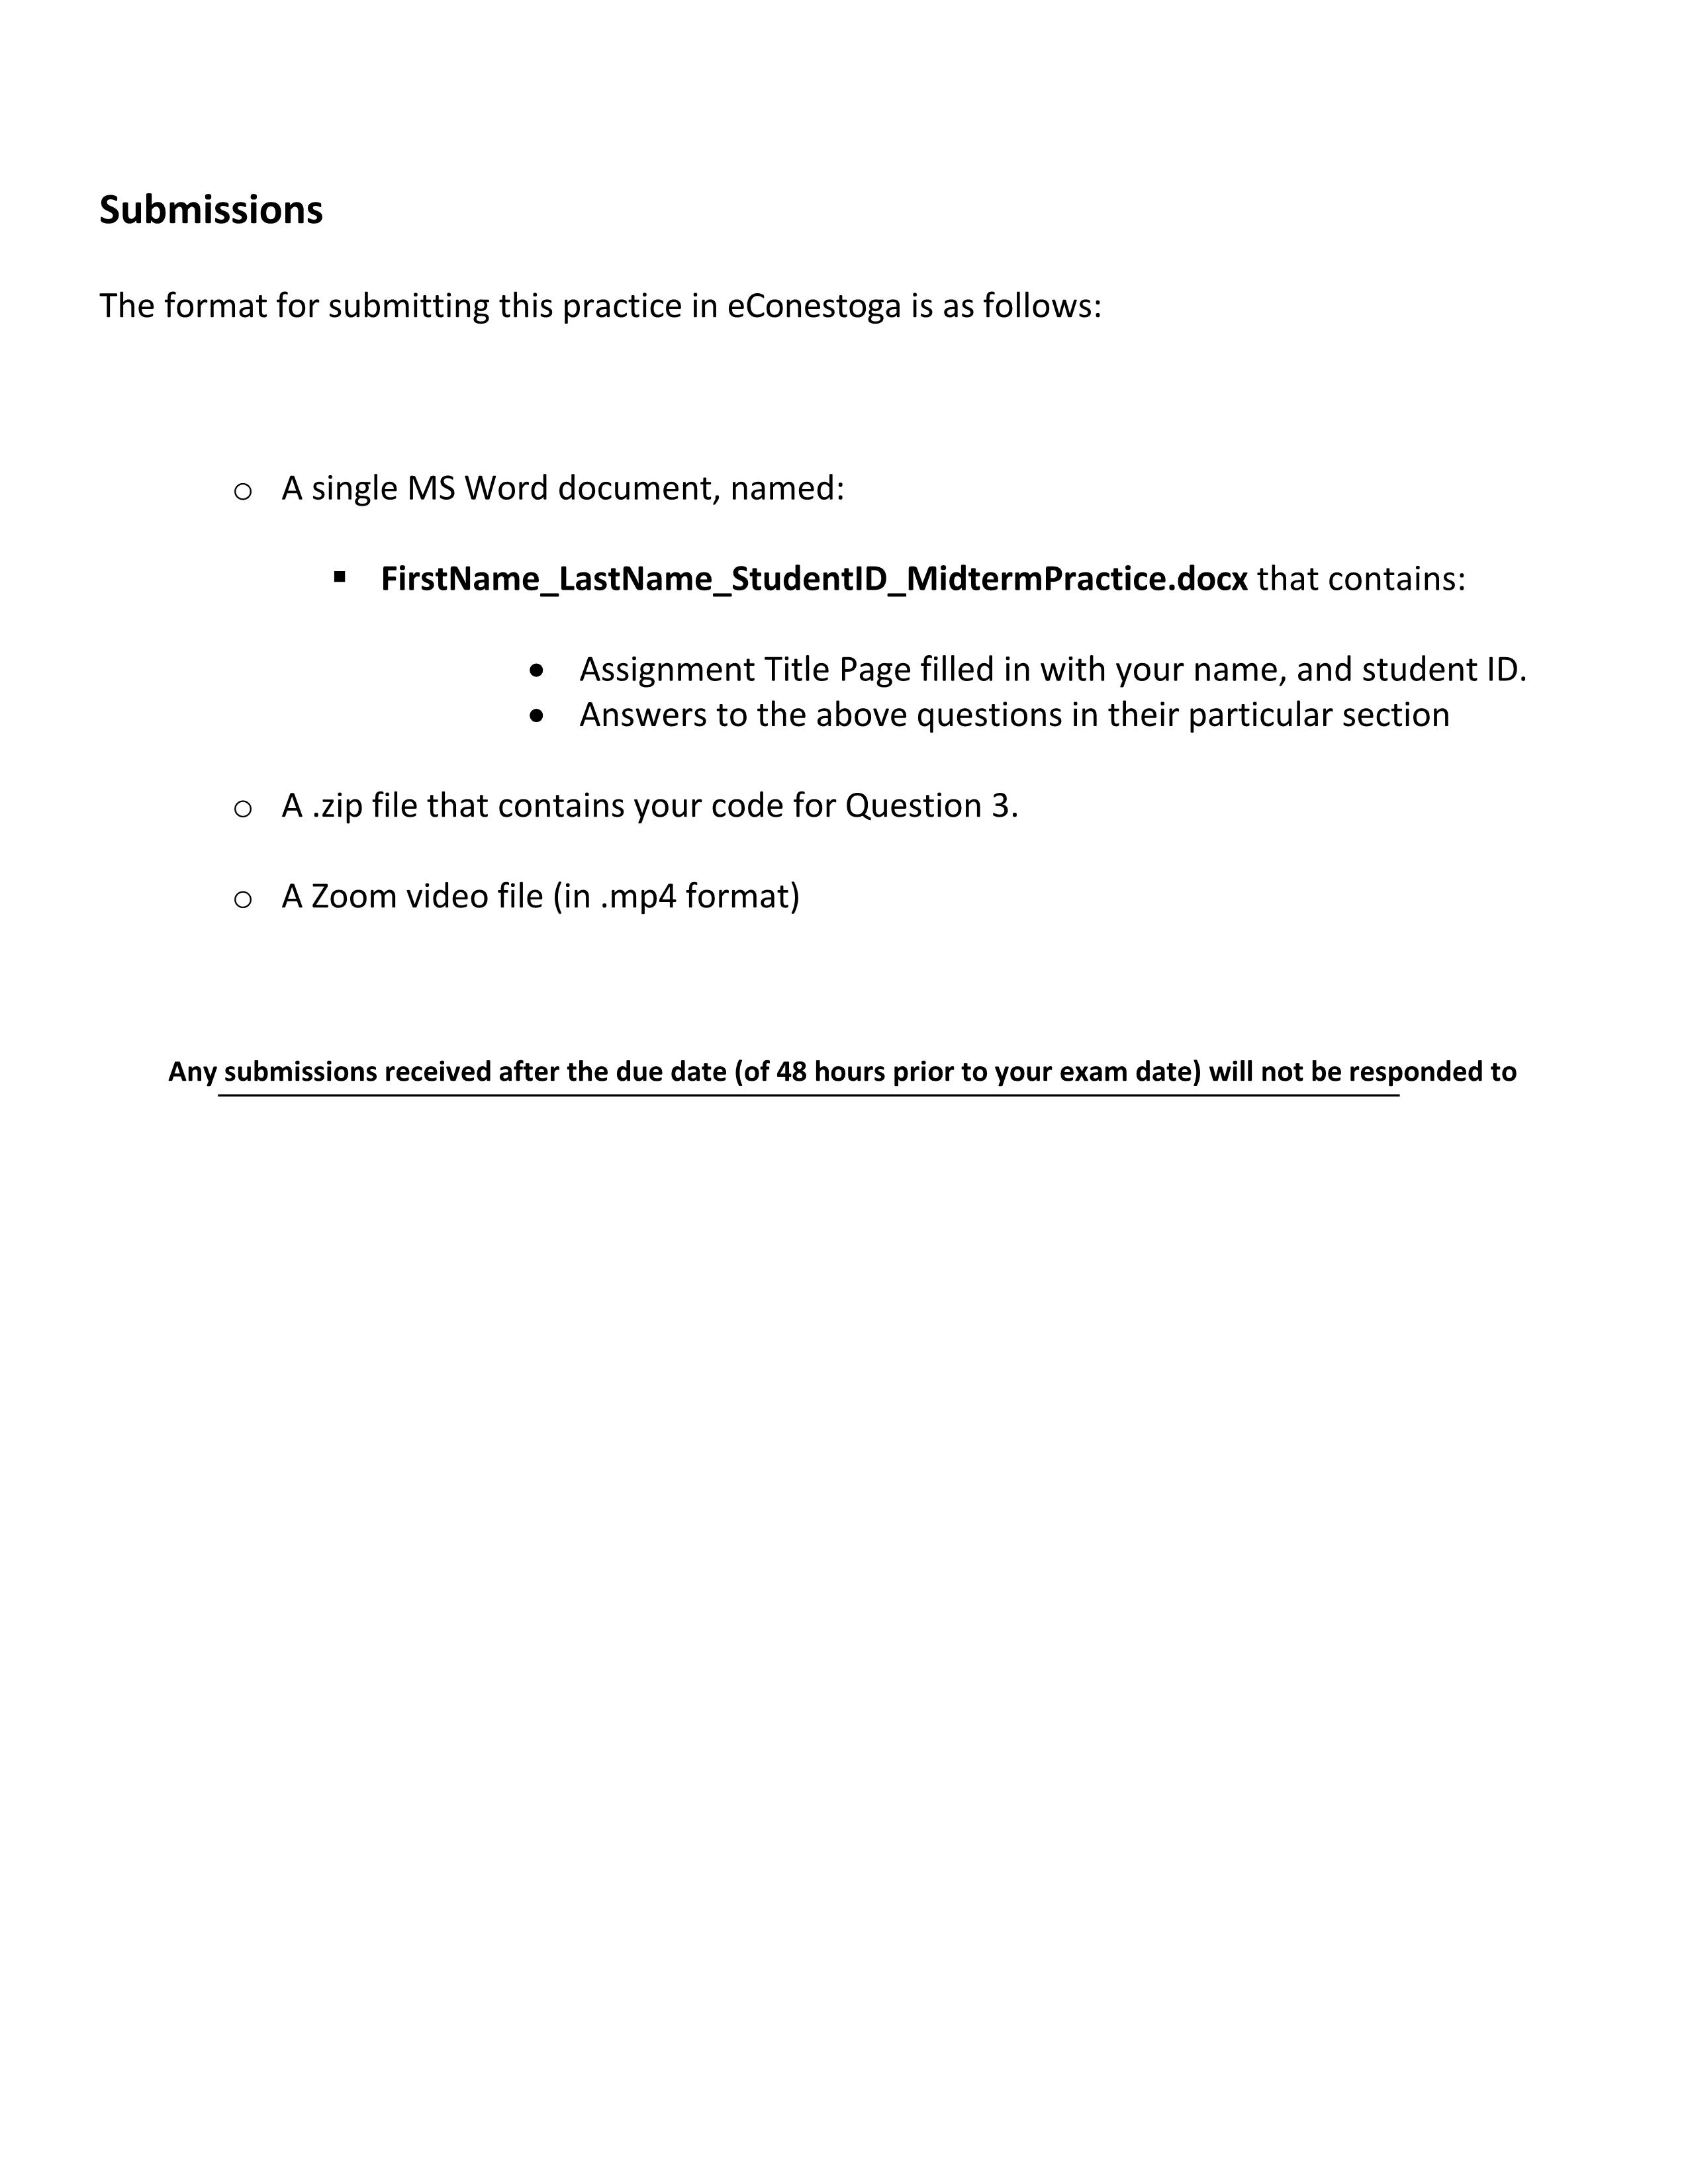 Submissions
The format for submitting this practice in eConestoga is as follows:
o A single MS Word document, named:
▪ FirstName_LastName_StudentID_MidtermPractice.docx that contains:
• Assignment Title Page filled in with your name, and student ID.
• Answers to the above questions in their particular section
o A .zip file that contains your code for Question 3.
o A Zoom video file (in .mp4 format)
Any submissions received after the due date (of 48 hours prior to your exam date) will not be responded to